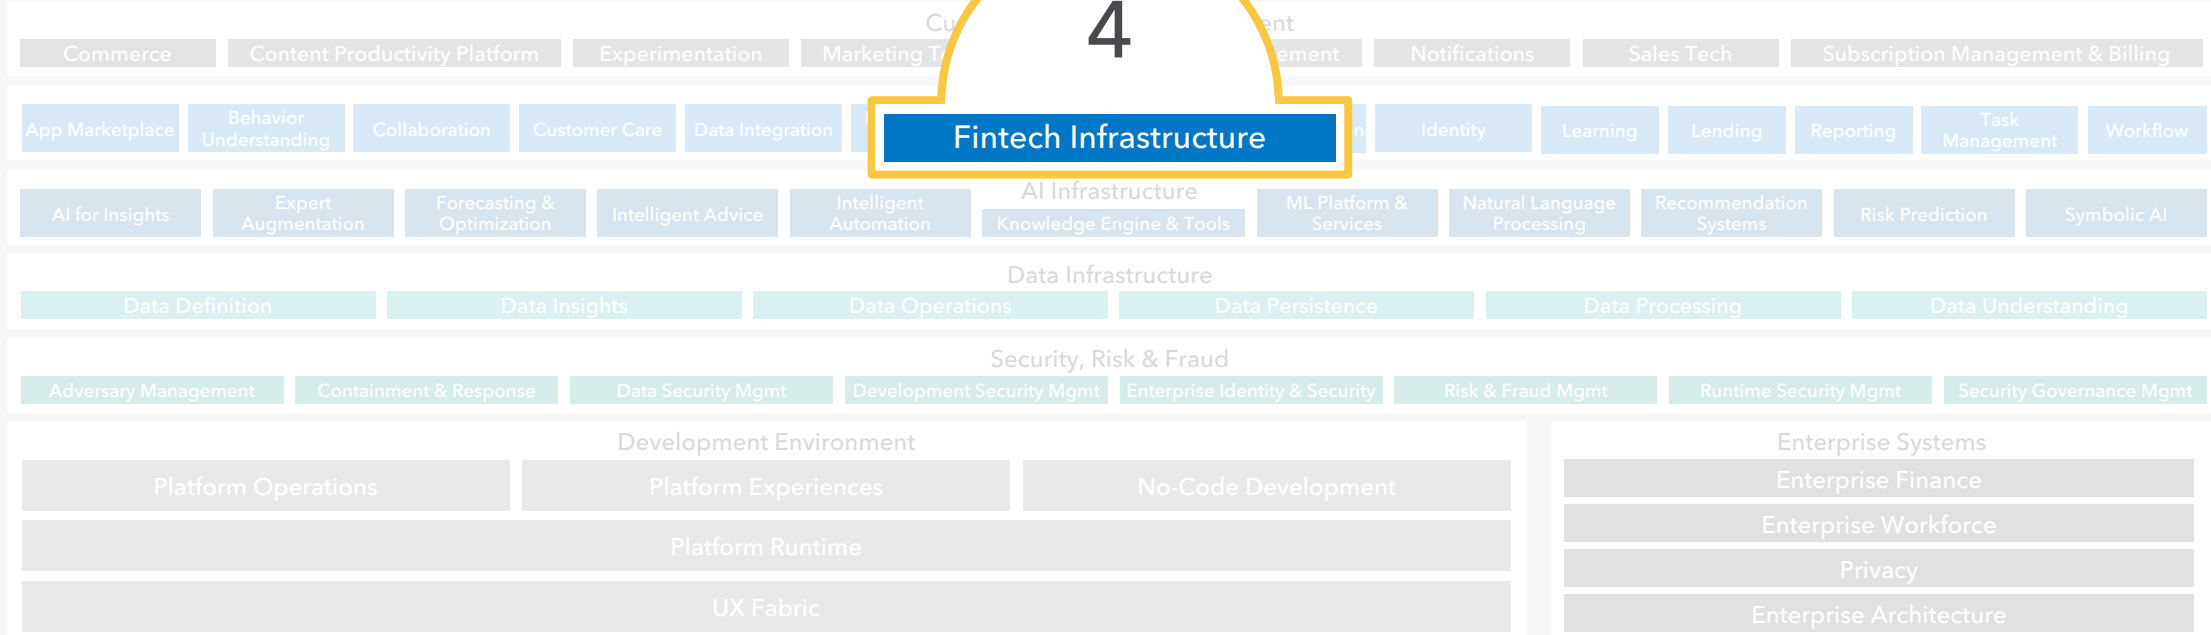 4
ent
Commerce
Content Productivity Platform
Experimentation
Marketing
ement
Notifications
Sales Tech
Subscription Management & Billing
App Marketplace
Behavior
Understanding
Collaboration
Customer Care
Data Integration
Fintech Infrastructure
Identity
Learning
Lending
Reporting
Task
Management
Workflow
AI Infrastructure
AI for Insights
Expert
Augmentation
Forecasting &
Optimization
Intelligent Advice
Intelligent
Automation
Knowledge Engine & Tools
ML Platform &
Services
Natural Language
Processing
Recommendation
Systems
Risk Prediction
Symbolic AI
Data Infrastructure
Data Definition
Data Insights
Data Operations
Data Persistence
Data Processing
Data Understanding
Security, Risk & Fraud
Adversary Management
Containment & Response
Data Security Mgmt
Development Security Mgmt
Enterprise Identity & Security
Risk & Fraud Mgmt
Runtime Security Mgmt
Security Governance Mgmt
Development Environment
Platform Operations
Platform Experiences
No-Code Development
Platform Runtime
UX Fabric
Enterprise Systems
Enterprise Finance
Enterprise Workforce
Privacy
Enterprise Architecture